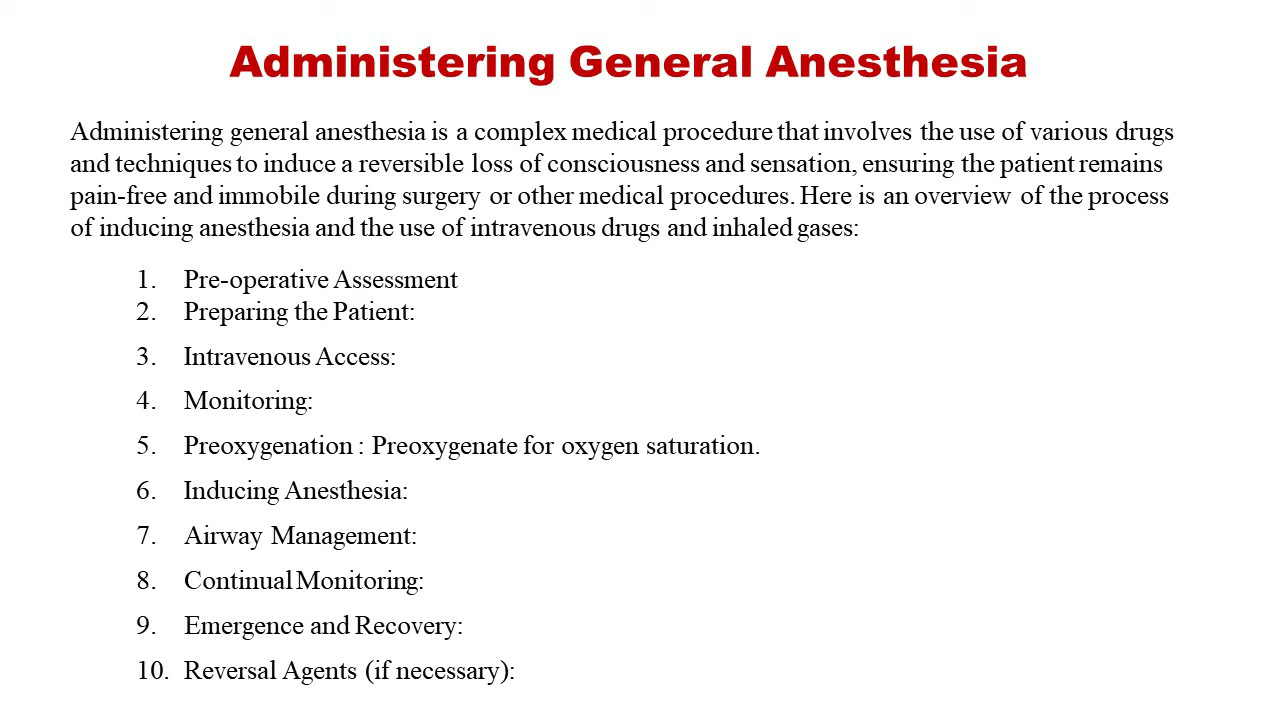 Administering General Anesthesia
Administering general anesthesia is a complex medical procedure that involves the use of various drugs
and techniques to induce a reversible loss of consciousness and sensation, ensuring the patient remains
pain-free and immobile during surgery or other medical procedures. Here is an overview of the process
of inducing anesthesia and the use of intravenous drugs and inhaled gases:
1. Pre-operative Assessment
2. Preparing the Patient:
3. Intravenous Access:
4. Monitoring:
5. Preoxygenation : Preoxygenate for oxygen saturation.
6. Inducing Anesthesia:
7. Airway Management:
8. Continual Monitoring:
9. Emergence and Recovery:
10. Reversal Agents (if necessary):